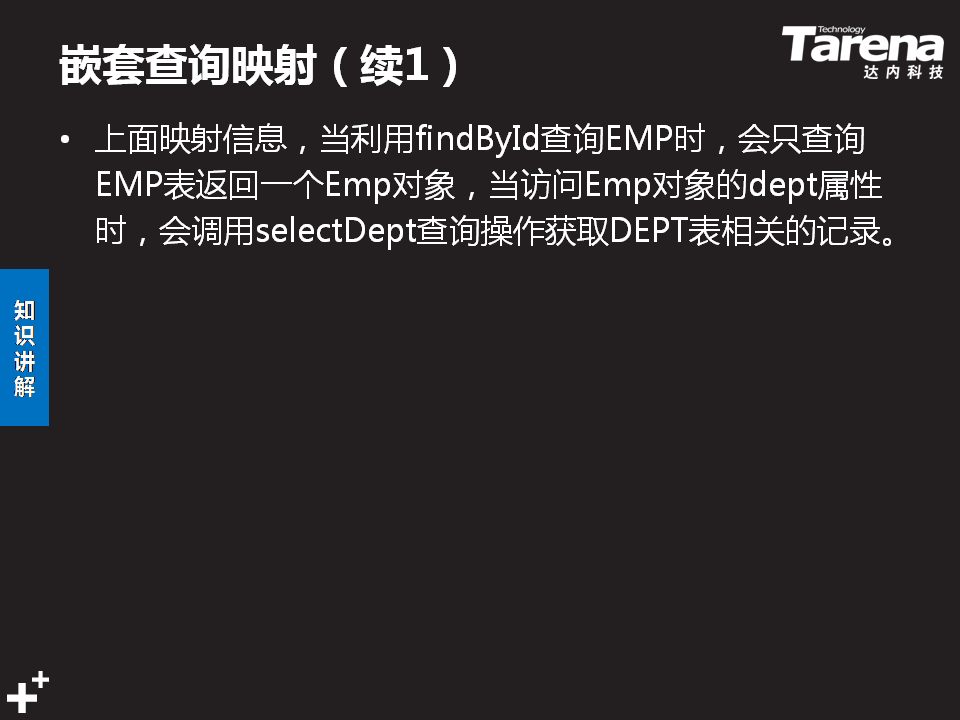 嵌套查询映射（续1）
Technology
Tarena
达内科技
• 上面映射信息，当利用findById查询EMP时，会只查询
EMP表返回一个Emp对象，当访问Emp对象的dept属性
时，会调用selectDept查询操作获取DEPT表相关的记录。
知
识
讲
解